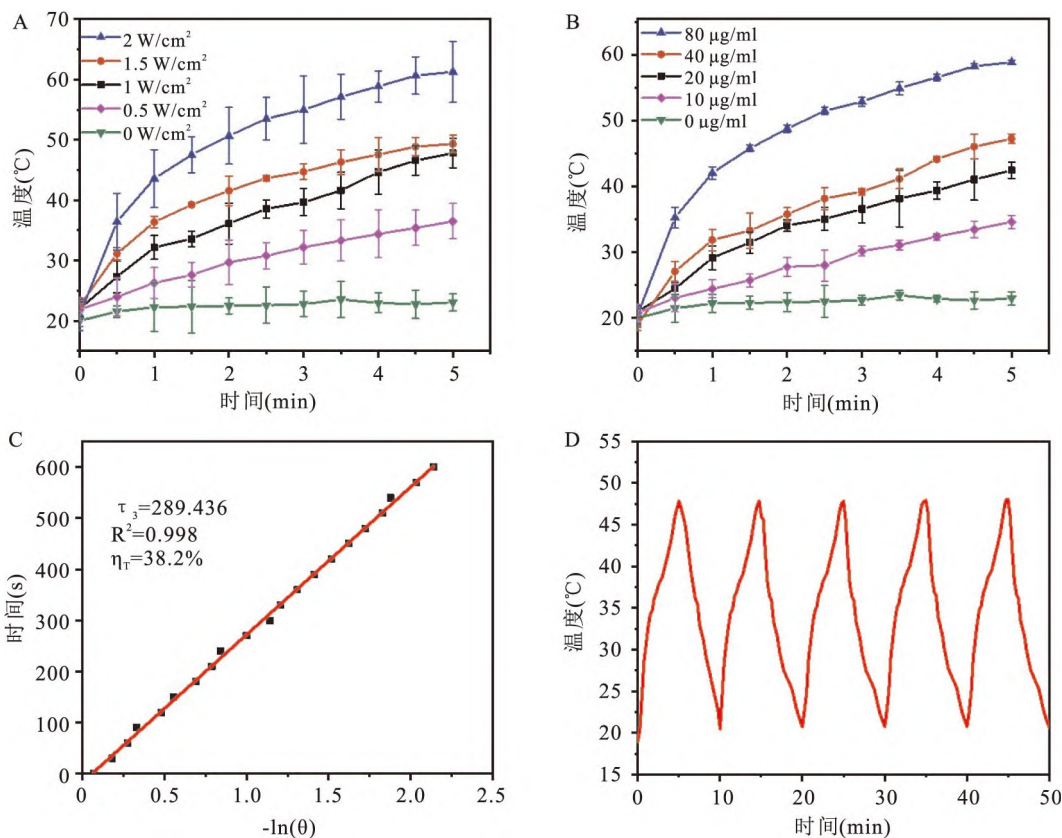 A
70
60
50
40
30
20
温度(℃)
2 W/cm²
1.5 W/cm²
1 W/cm²
0.5 W/cm²
0 W/cm²
0 1 2 3 4 5
时间(min)
B
60
50
40
30
20
温度(℃)
80 μg/ml
40 μg/ml
20 μg/ml
10 μg/ml
0 μg/ml
0 1 2 3 4 5
时间(min)
C
600
500
400
300
200
100
0
时间(s)
τ₃=289.436
R²=0.998
η_T=38.2%
0 0.5 1.0 1.5 2.0 2.5
-ln(θ)
D
55
50
45
40
35
30
25
20
15
温度(℃)
0 10 20 30 40 50
时间(min)